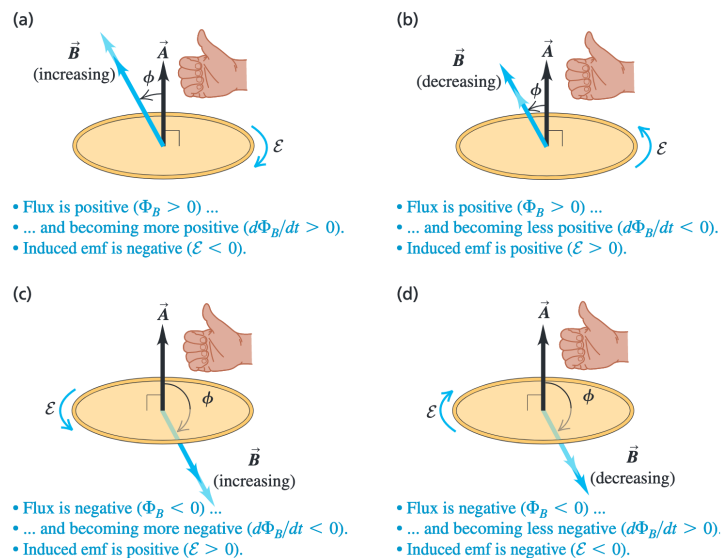 (a)
B⃗
(increasing)
ϕ
A⃗
ℰ
• Flux is positive (Φ_B > 0) ...
• ... and becoming more positive (dΦ_B/dt > 0).
• Induced emf is negative (ℰ < 0).
(b)
B⃗
(decreasing)
ϕ
A⃗
ℰ
• Flux is positive (Φ_B > 0) ...
• ... and becoming less positive (dΦ_B/dt < 0).
• Induced emf is positive (ℰ > 0).
(c)
A⃗
ℰ
ϕ
B⃗
(increasing)
• Flux is negative (Φ_B < 0) ...
• ... and becoming more negative (dΦ_B/dt < 0).
• Induced emf is positive (ℰ > 0).
(d)
A⃗
ℰ
ϕ
B⃗
(decreasing)
• Flux is negative (Φ_B < 0) ...
• ... and becoming less negative (dΦ_B/dt > 0)
• Induced emf is negative (ℰ < 0).